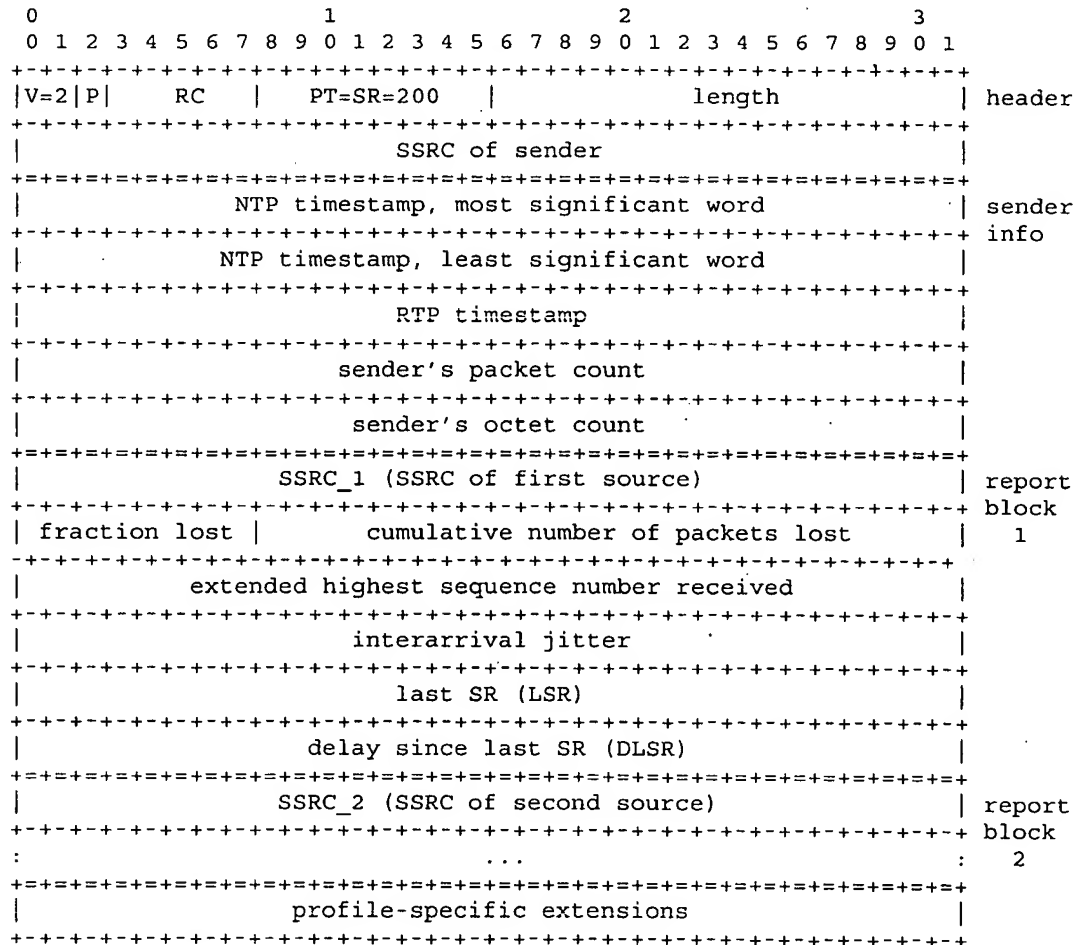 0                   1                   2                   3
0 1 2 3 4 5 6 7 8 9 0 1 2 3 4 5 6 7 8 9 0 1 2 3 4 5 6 7 8 9 0 1
+-+-+-+-+-+-+-+-+-+-+-+-+-+-+-+-+-+-+-+-+-+-+-+-+-+-+-+-+-+-+-+-+
|V=2|P|    RC   |   PT=SR=200   |             length            | header
+-+-+-+-+-+-+-+-+-+-+-+-+-+-+-+-+-+-+-+-+-+-+-+-+-+-+-+-+-+-+-+-+
|                         SSRC of sender                        |
+=+=+=+=+=+=+=+=+=+=+=+=+=+=+=+=+=+=+=+=+=+=+=+=+=+=+=+=+=+=+=+=+
|              NTP timestamp, most significant word             | sender
+-+-+-+-+-+-+-+-+-+-+-+-+-+-+-+-+-+-+-+-+-+-+-+-+-+-+-+-+-+-+-+-+ info
|             NTP timestamp, least significant word             |
+-+-+-+-+-+-+-+-+-+-+-+-+-+-+-+-+-+-+-+-+-+-+-+-+-+-+-+-+-+-+-+-+
|                         RTP timestamp                         |
+-+-+-+-+-+-+-+-+-+-+-+-+-+-+-+-+-+-+-+-+-+-+-+-+-+-+-+-+-+-+-+-+
|                     sender's packet count                     |
+-+-+-+-+-+-+-+-+-+-+-+-+-+-+-+-+-+-+-+-+-+-+-+-+-+-+-+-+-+-+-+-+
|                      sender's octet count                     |
+=+=+=+=+=+=+=+=+=+=+=+=+=+=+=+=+=+=+=+=+=+=+=+=+=+=+=+=+=+=+=+=+
|                 SSRC_1 (SSRC of first source)                 | report
+-+-+-+-+-+-+-+-+-+-+-+-+-+-+-+-+-+-+-+-+-+-+-+-+-+-+-+-+-+-+-+-+ block
| fraction lost |       cumulative number of packets lost       |   1
-+-+-+-+-+-+-+-+-+-+-+-+-+-+-+-+-+-+-+-+-+-+-+-+-+-+-+-+-+-+-+-+
|           extended highest sequence number received           |
+-+-+-+-+-+-+-+-+-+-+-+-+-+-+-+-+-+-+-+-+-+-+-+-+-+-+-+-+-+-+-+-+
|                      interarrival jitter                      |
+-+-+-+-+-+-+-+-+-+-+-+-+-+-+-+-+-+-+-+-+-+-+-+-+-+-+-+-+-+-+-+-+
|                         last SR (LSR)                         |
+-+-+-+-+-+-+-+-+-+-+-+-+-+-+-+-+-+-+-+-+-+-+-+-+-+-+-+-+-+-+-+-+
|                   delay since last SR (DLSR)                  |
+=+=+=+=+=+=+=+=+=+=+=+=+=+=+=+=+=+=+=+=+=+=+=+=+=+=+=+=+=+=+=+=+
|                 SSRC_2 (SSRC of second source)                | report
+-+-+-+-+-+-+-+-+-+-+-+-+-+-+-+-+-+-+-+-+-+-+-+-+-+-+-+-+-+-+-+-+ block
:                               ...                             :   2
+=+=+=+=+=+=+=+=+=+=+=+=+=+=+=+=+=+=+=+=+=+=+=+=+=+=+=+=+=+=+=+=+
|                  profile-specific extensions                  |
+-+-+-+-+-+-+-+-+-+-+-+-+-+-+-+-+-+-+-+-+-+-+-+-+-+-+-+-+-+-+-+-+